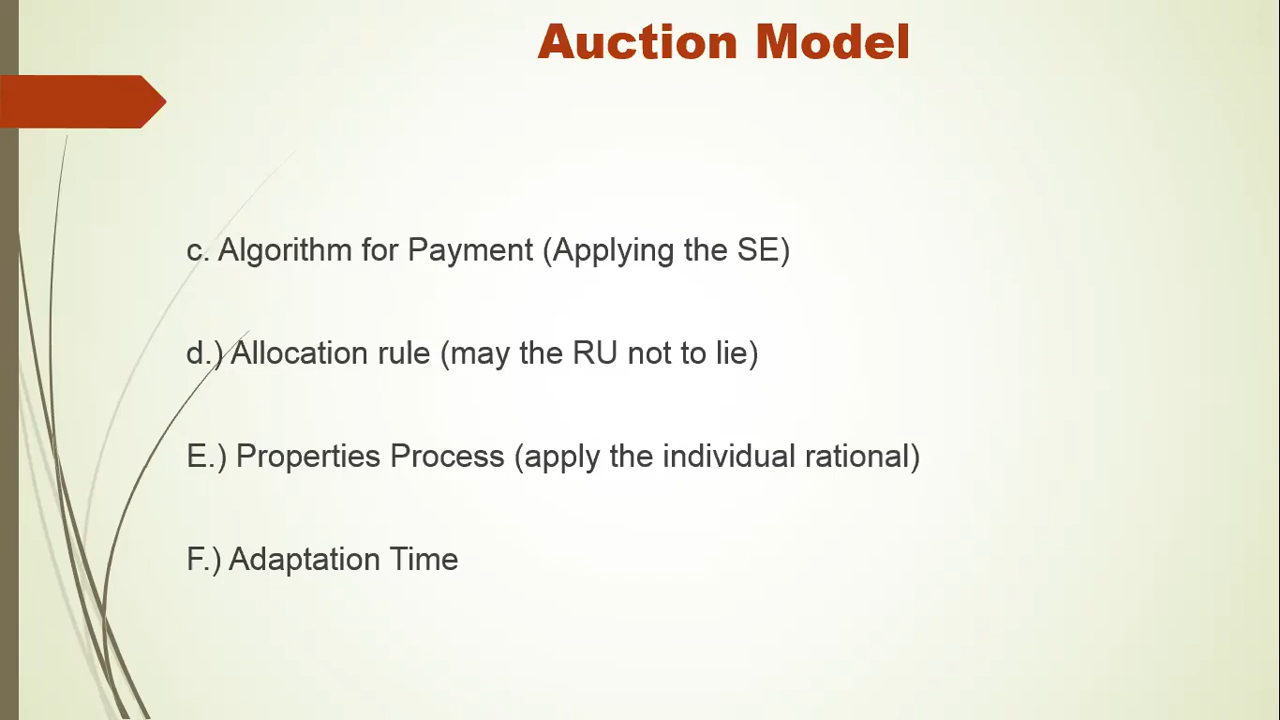 Auction Model
c. Algorithm for Payment (Applying the SE)
d.) Allocation rule (may the RU not to lie)
E.) Properties Process (apply the individual rational)
F.) Adaptation Time